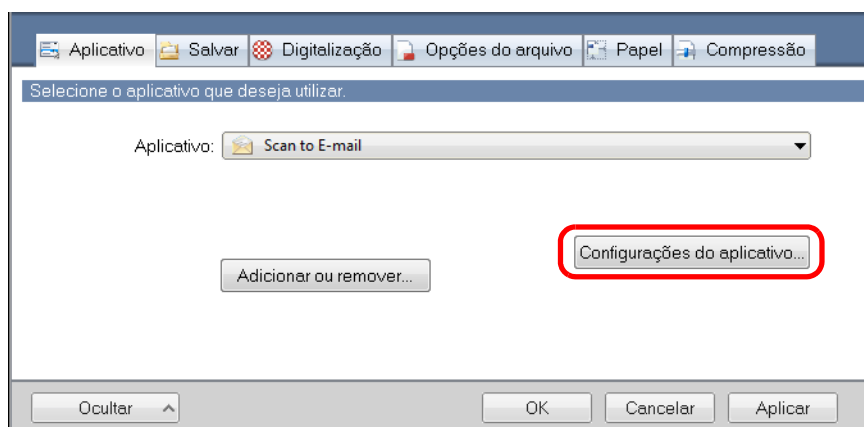 Aplicativo Salvar Digitalização Opções do arquivo Papel Compressão
Selecione o aplicativo que deseja utilizar.
Aplicativo: Scan to E-mail
Configurações do aplicativo...
Adicionar ou remover...
Ocultar OK Cancelar Aplicar